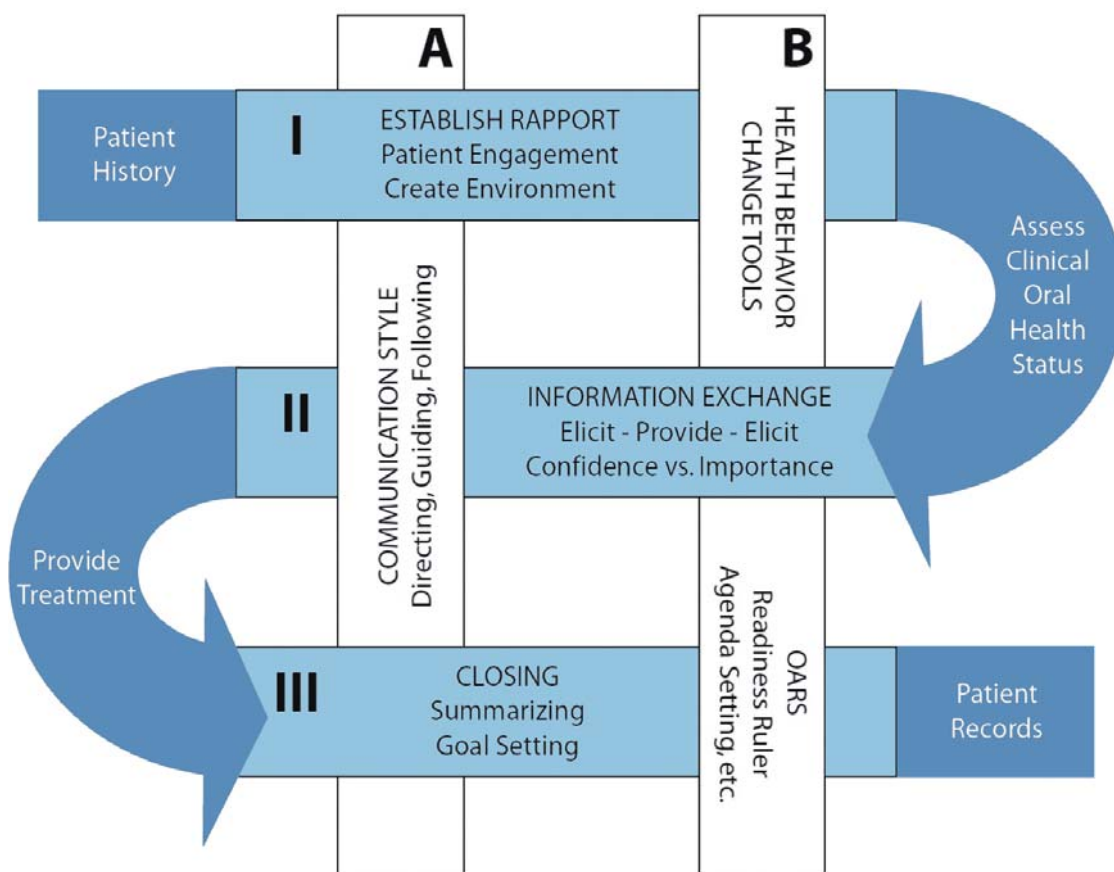 A
B
Patient
History
I
ESTABLISH RAPPORT
Patient Engagement
Create Environment
HEALTH BEHAVIOR
CHANGE TOOLS
Assess
Clinical
Oral
Health
Status
COMMUNICATION STYLE
Directing, Guiding, Following
II
INFORMATION EXCHANGE
Elicit - Provide - Elicit
Confidence vs. Importance
Provide
Treatment
OARS
Readiness Ruler
Agenda Setting, etc.
III
CLOSING
Summarizing
Goal Setting
Patient
Records